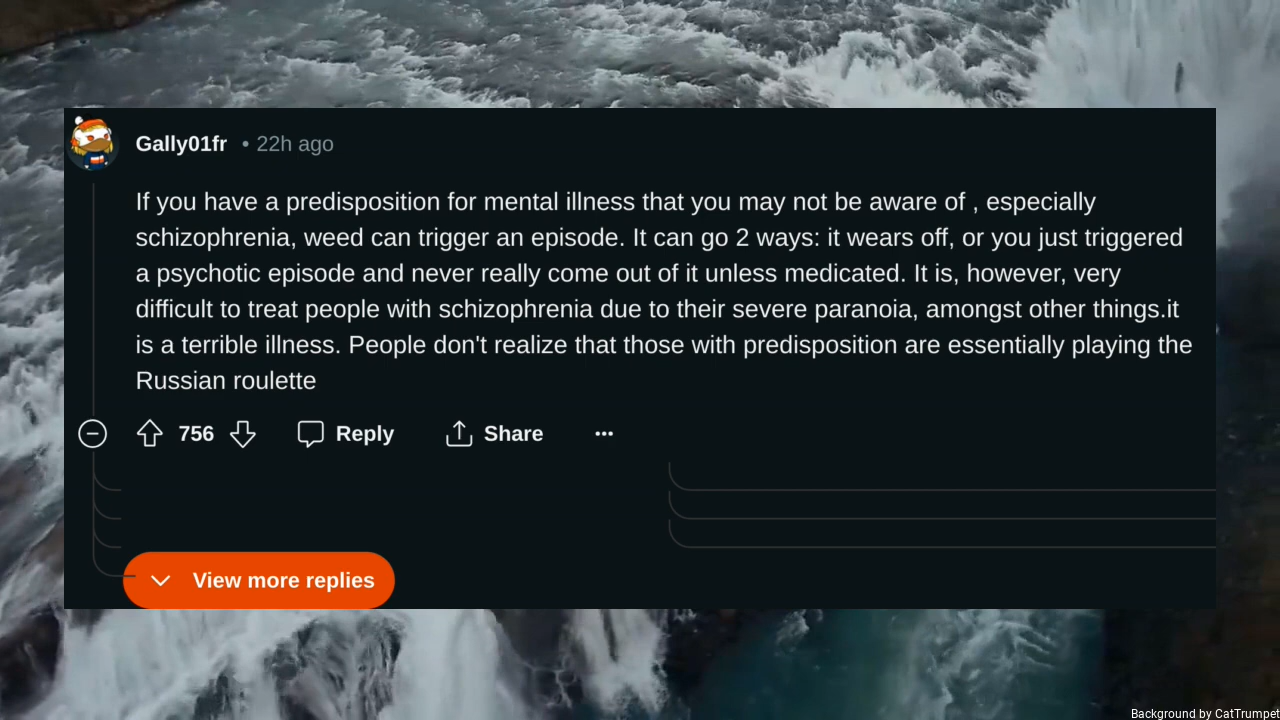 Gally01fr • 22h ago
If you have a predisposition for mental illness that you may not be aware of , especially
schizophrenia, weed can trigger an episode. It can go 2 ways: it wears off, or you just triggered
a psychotic episode and never really come out of it unless medicated. It is, however, very
difficult to treat people with schizophrenia due to their severe paranoia, amongst other things.it
is a terrible illness. People don't realize that those with predisposition are essentially playing the
Russian roulette
756 Reply Share ···
View more replies
Background by CatTrumpet